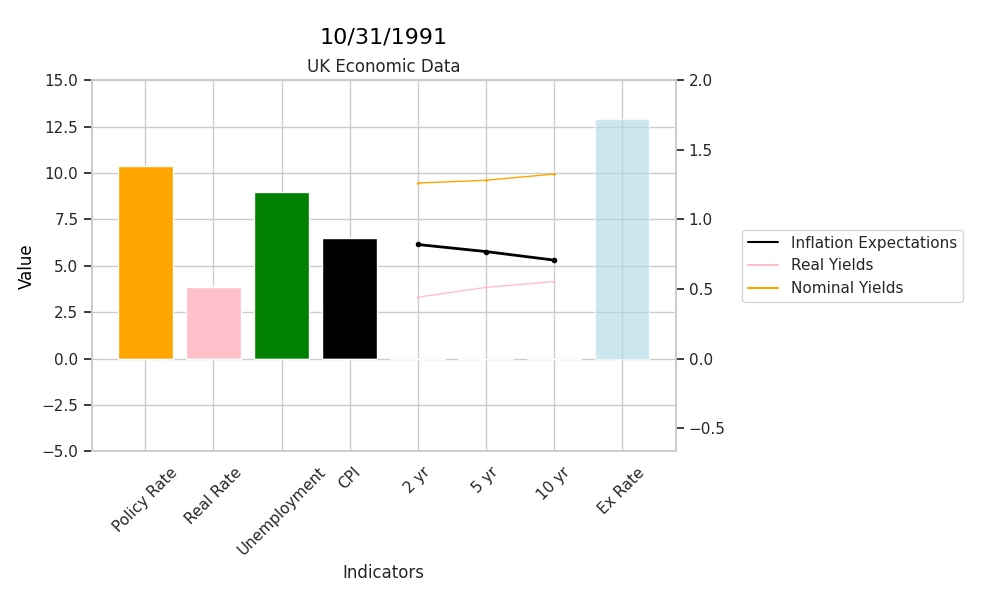 10/31/1991
UK Economic Data
15.0
12.5
10.0
7.5
5.0
2.5
0.0
−2.5
−5.0
Value
2.0
1.5
1.0
0.5
0.0
−0.5
Inflation Expectations
Real Yields
Nominal Yields
Policy Rate
Real Rate
Unemployment
CPI
2 yr
5 yr
10 yr
Ex Rate
Indicators